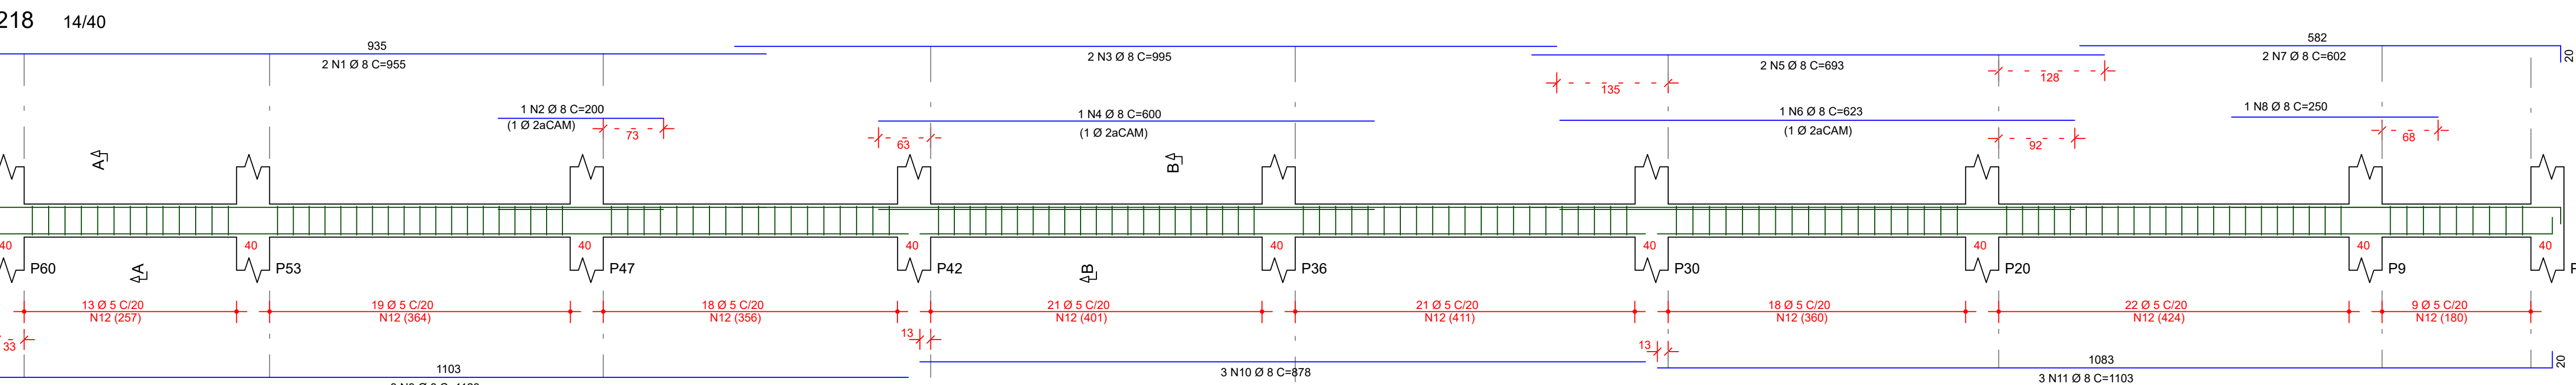 218 14/40
935
2 N1 Ø 8 C=955
2 N3 Ø 8 C=995
2 N5 Ø 8 C=693
582
2 N7 Ø 8 C=602
20
135
128
1 N2 Ø 8 C=200
(1 Ø 2aCAM)
73
63
1 N4 Ø 8 C=600
(1 Ø 2aCAM)
1 N6 Ø 8 C=623
(1 Ø 2aCAM)
92
1 N8 Ø 8 C=250
68
A
B
40
40
40
40
40
40
40
40
40
P60
A
P53
P47
P42
B
P36
P30
P20
P9
13 Ø 5 C/20
N12 (257)
19 Ø 5 C/20
N12 (364)
18 Ø 5 C/20
N12 (356)
21 Ø 5 C/20
N12 (401)
21 Ø 5 C/20
N12 (411)
18 Ø 5 C/20
N12 (360)
22 Ø 5 C/20
N12 (424)
9 Ø 5 C/20
N12 (180)
33
13
13
1103
3 N10 Ø 8 C=878
1083
3 N11 Ø 8 C=1103
20